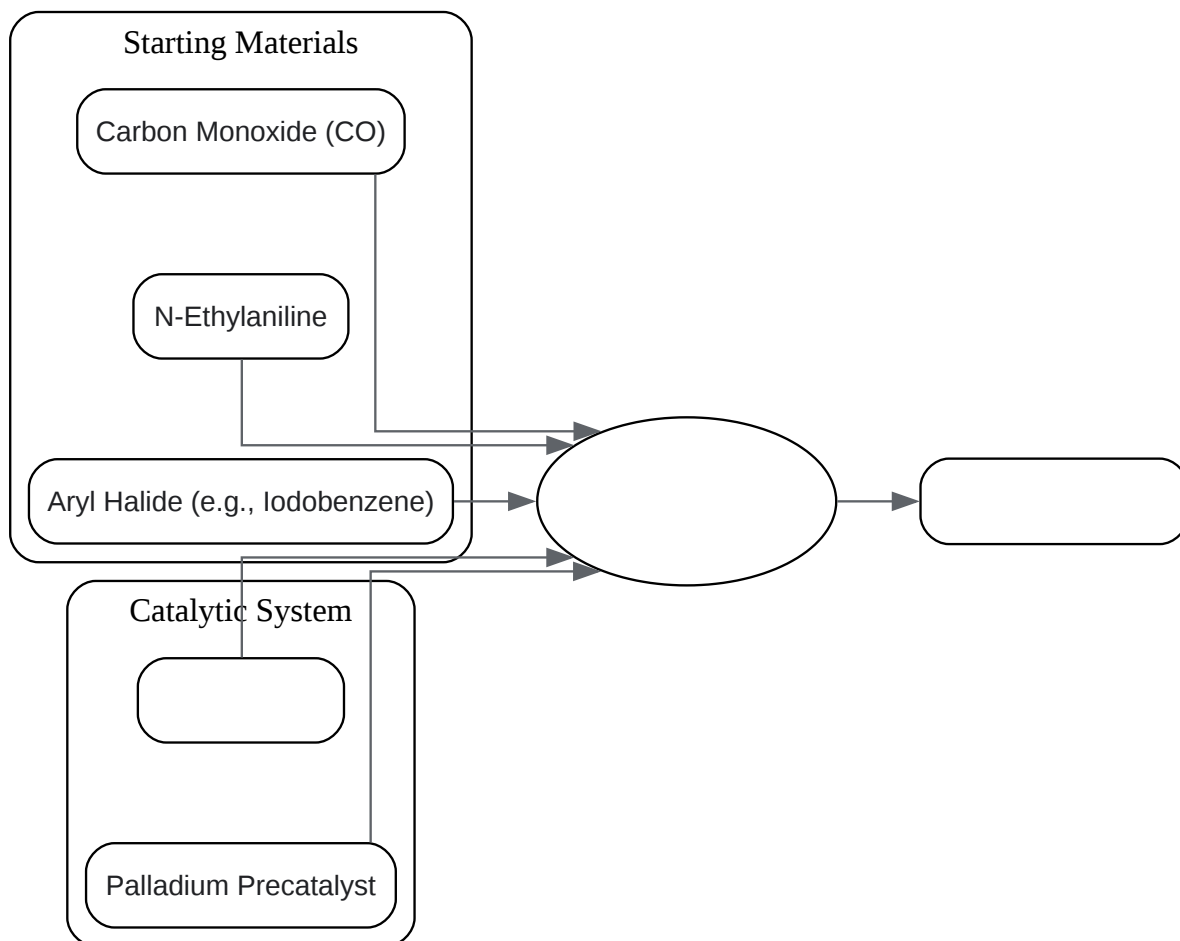 Starting Materials
Carbon Monoxide (CO)
N-Ethylaniline
Aryl Halide (e.g., Iodobenzene)
Catalytic System
Palladium Precatalyst